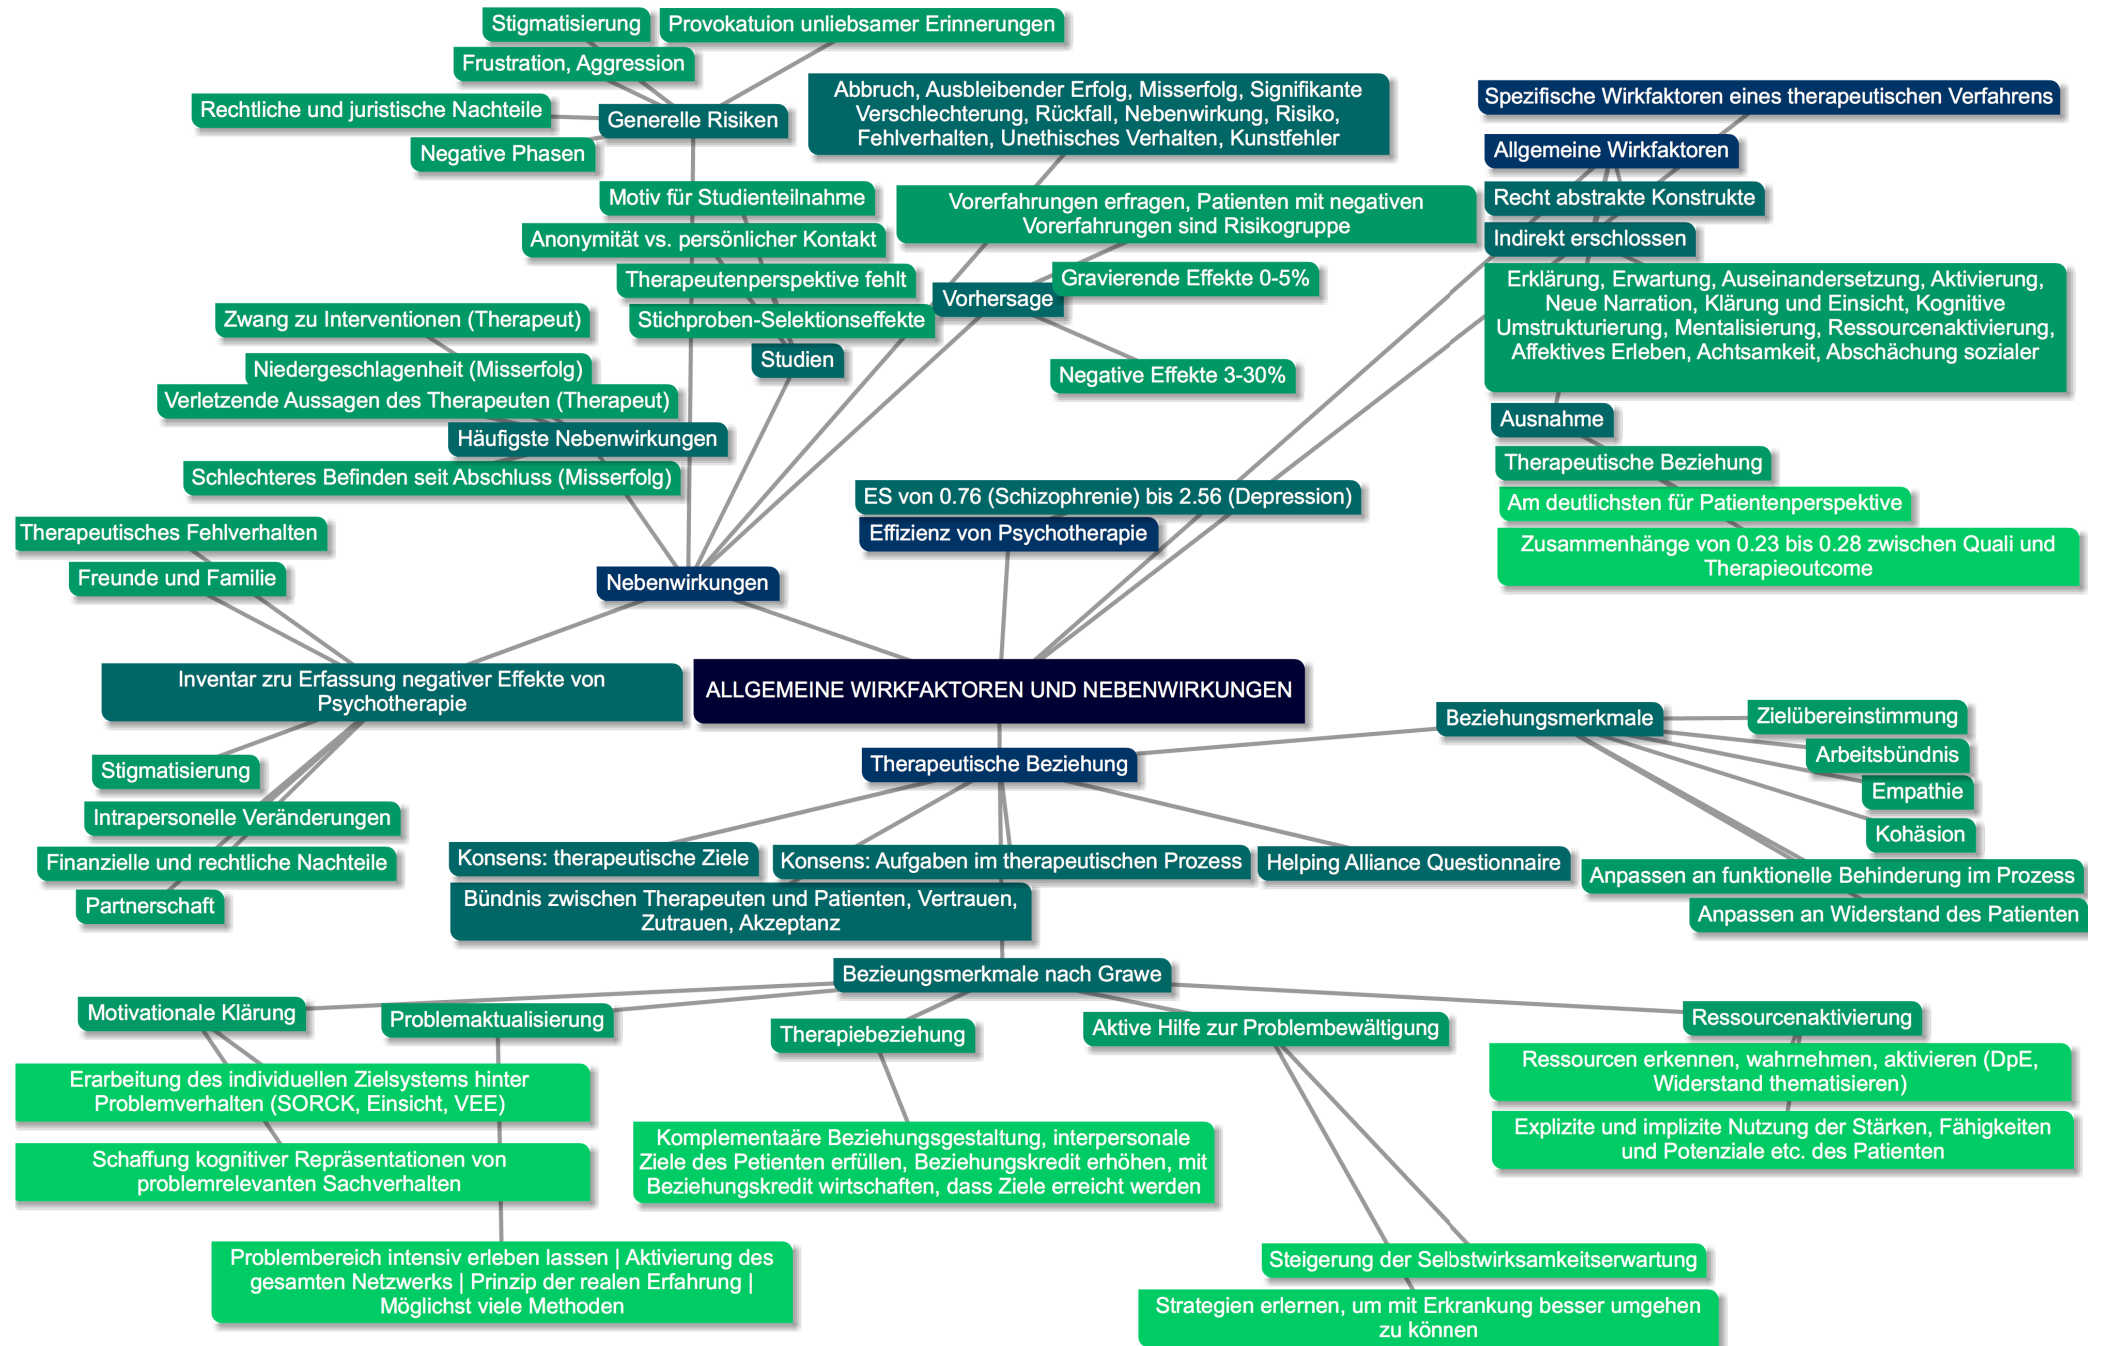 Stigmatisierung
Provokatuion unliebsamer Erinnerungen
Frustration, Aggression
Rechtliche und juristische Nachteile
Generelle Risiken
Negative Phasen
Abbruch, Ausbleibender Erfolg, Misserfolg, Signifikante
Verschlechterung, Rückfall, Nebenwirkung, Risiko,
Fehlverhalten, Unethisches Verhalten, Kunstfehler
Spezifische Wirkfaktoren eines therapeutischen Verfahrens
Allgemeine Wirkfaktoren
Recht abstrakte Konstrukte
Indirekt erschlossen
Erklärung, Erwartung, Auseinandersetzung, Aktivierung,
Neue Narration, Klärung und Einsicht, Kognitive
Umstrukturierung, Mentalisierung, Ressourcenaktivierung,
Affektives Erleben, Achtsamkeit, Abschächung sozialer
Ausnahme
Therapeutische Beziehung
Am deutlichsten für Patientenperspektive
Zusammenhänge von 0.23 bis 0.28 zwischen Quali und
Therapieoutcome
Motiv für Studienteilnahme
Anonymität vs. persönlicher Kontakt
Therapeutenperspektive fehlt
Stichproben-Selektionseffekte
Studien
Vorerfahrungen erfragen, Patienten mit negativen
Vorerfahrungen sind Risikogruppe
Gravierende Effekte 0-5%
Vorhersage
Negative Effekte 3-30%
Zwang zu Interventionen (Therapeut)
Niedergeschlagenheit (Misserfolg)
Verletzende Aussagen des Therapeuten (Therapeut)
Häufigste Nebenwirkungen
Schlechteres Befinden seit Abschluss (Misserfolg)
ES von 0.76 (Schizophrenie) bis 2.56 (Depression)
Effizienz von Psychotherapie
Therapeutisches Fehlverhalten
Freunde und Familie
Nebenwirkungen
Inventar zru Erfassung negativer Effekte von
Psychotherapie
ALLGEMEINE WIRKFAKTOREN UND NEBENWIRKUNGEN
Stigmatisierung
Intrapersonelle Veränderungen
Finanzielle und rechtliche Nachteile
Partnerschaft
Therapeutische Beziehung
Beziehungsmerkmale
Zielübereinstimmung
Arbeitsbündnis
Empathie
Kohäsion
Anpassen an funktionelle Behinderung im Prozess
Anpassen an Widerstand des Patienten
Konsens: therapeutische Ziele
Konsens: Aufgaben im therapeutischen Prozess
Helping Alliance Questionnaire
Bündnis zwischen Therapeuten und Patienten, Vertrauen,
Zutrauen, Akzeptanz
Bezieungsmerkmale nach Grawe
Motivationale Klärung
Problemaktualisierung
Therapiebeziehung
Aktive Hilfe zur Problembewältigung
Ressourcenaktivierung
Erarbeitung des individuellen Zielsystems hinter
Problemverhalten (SORCK, Einsicht, VEE)
Schaffung kognitiver Repräsentationen von
problemrelevanten Sachverhalten
Problembereich intensiv erleben lassen | Aktivierung des
gesamten Netzwerks | Prinzip der realen Erfahrung |
Möglichst viele Methoden
Komplementaäre Beziehungsgestaltung, interpersonale
Ziele des Petienten erfüllen, Beziehungskredit erhöhen, mit
Beziehungskredit wirtschaften, dass Ziele erreicht werden
Ressourcen erkennen, wahrnehmen, aktivieren (DpE,
Widerstand thematisieren)
Explizite und implizite Nutzung der Stärken, Fähigkeiten
und Potenziale etc. des Patienten
Steigerung der Selbstwirksamkeitserwartung
Strategien erlernen, um mit Erkrankung besser umgehen
zu können